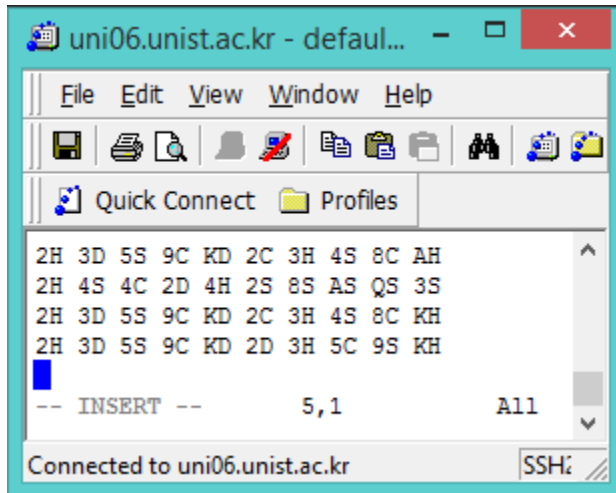 uni06.unist.ac.kr - defaul...
File Edit View Window Help
Quick Connect Profiles
2H 3D 5S 9C KD 2C 3H 4S 8C AH
2H 4S 4C 2D 4H 2S 8S AS QS 3S
2H 3D 5S 9C KD 2C 3H 4S 8C KH
2H 3D 5S 9C KD 2D 3H 5C 9S KH
-- INSERT -- 5,1 All
Connected to uni06.unist.ac.kr SSH2